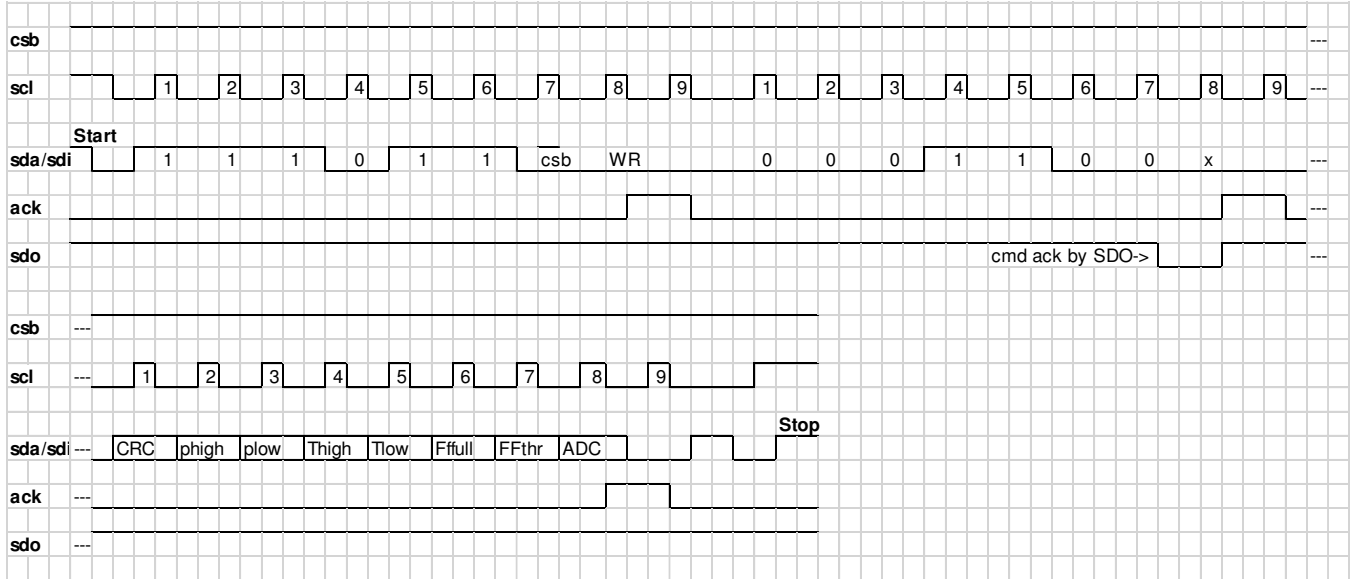 csb ---
scl 1 2 3 4 5 6 7 8 9 1 2 3 4 5 6 7 8 9 ---
Start
sda/sdi 1 1 1 0 1 1 csb WR 0 0 0 1 1 0 0 x ---
ack ---
sdo cmd ack by SDO-> ---
csb ---
scl --- 1 2 3 4 5 6 7 8 9
Stop
sda/sdi --- CRC phigh plow Thigh Tlow Fffull FFthr ADC
ack ---
sdo ---